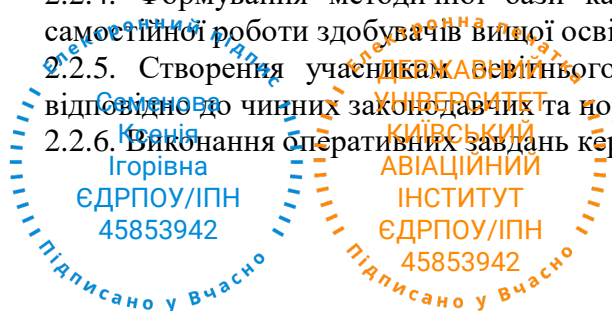 2.2.4. Формування методичної бази ка
самостійної роботи здобувачів вищої осві
2.2.5. Створення учасникам освітнього
відповідно до чинних законодавчих та но
2.2.6. Виконання оперативних завдань кер
Електронний підпис
Семенова
Ксенія
Ігорівна
ЄДРПОУ/ІПН
45853942
Підписано у Вчасно
Електронна печатка
ДЕРЖАВНИЙ
УНІВЕРСИТЕТ
КИЇВСЬКИЙ
АВІАЦІЙНИЙ
ІНСТИТУТ
ЄДРПОУ/ІПН
45853942
Підписано у Вчасно